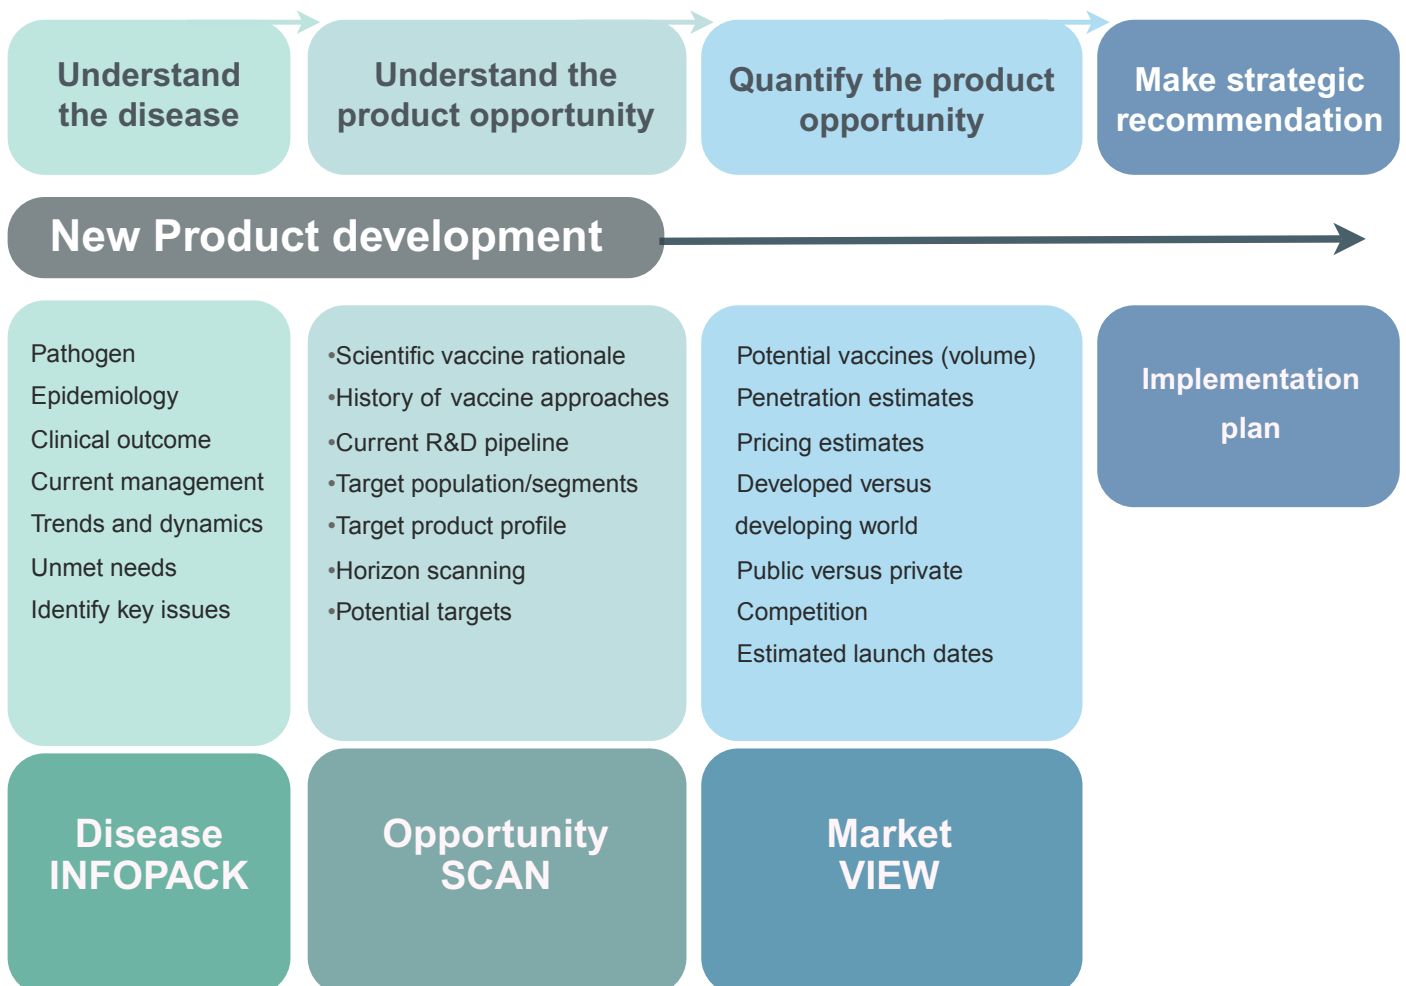 Understand
the disease
Understand the
product opportunity
Quantify the product
opportunity
Make strategic
recommendation
New Product development
Pathogen
Epidemiology
Clinical outcome
Current management
Trends and dynamics
Unmet needs
Identify key issues
•Scientific vaccine rationale
•History of vaccine approaches
•Current R&D pipeline
•Target population/segments
•Target product profile
•Horizon scanning
•Potential targets
Potential vaccines (volume)
Penetration estimates
Pricing estimates
Developed versus
developing world
Public versus private
Competition
Estimated launch dates
Implementation
plan
Disease
INFOPACK
Opportunity
SCAN
Market
VIEW